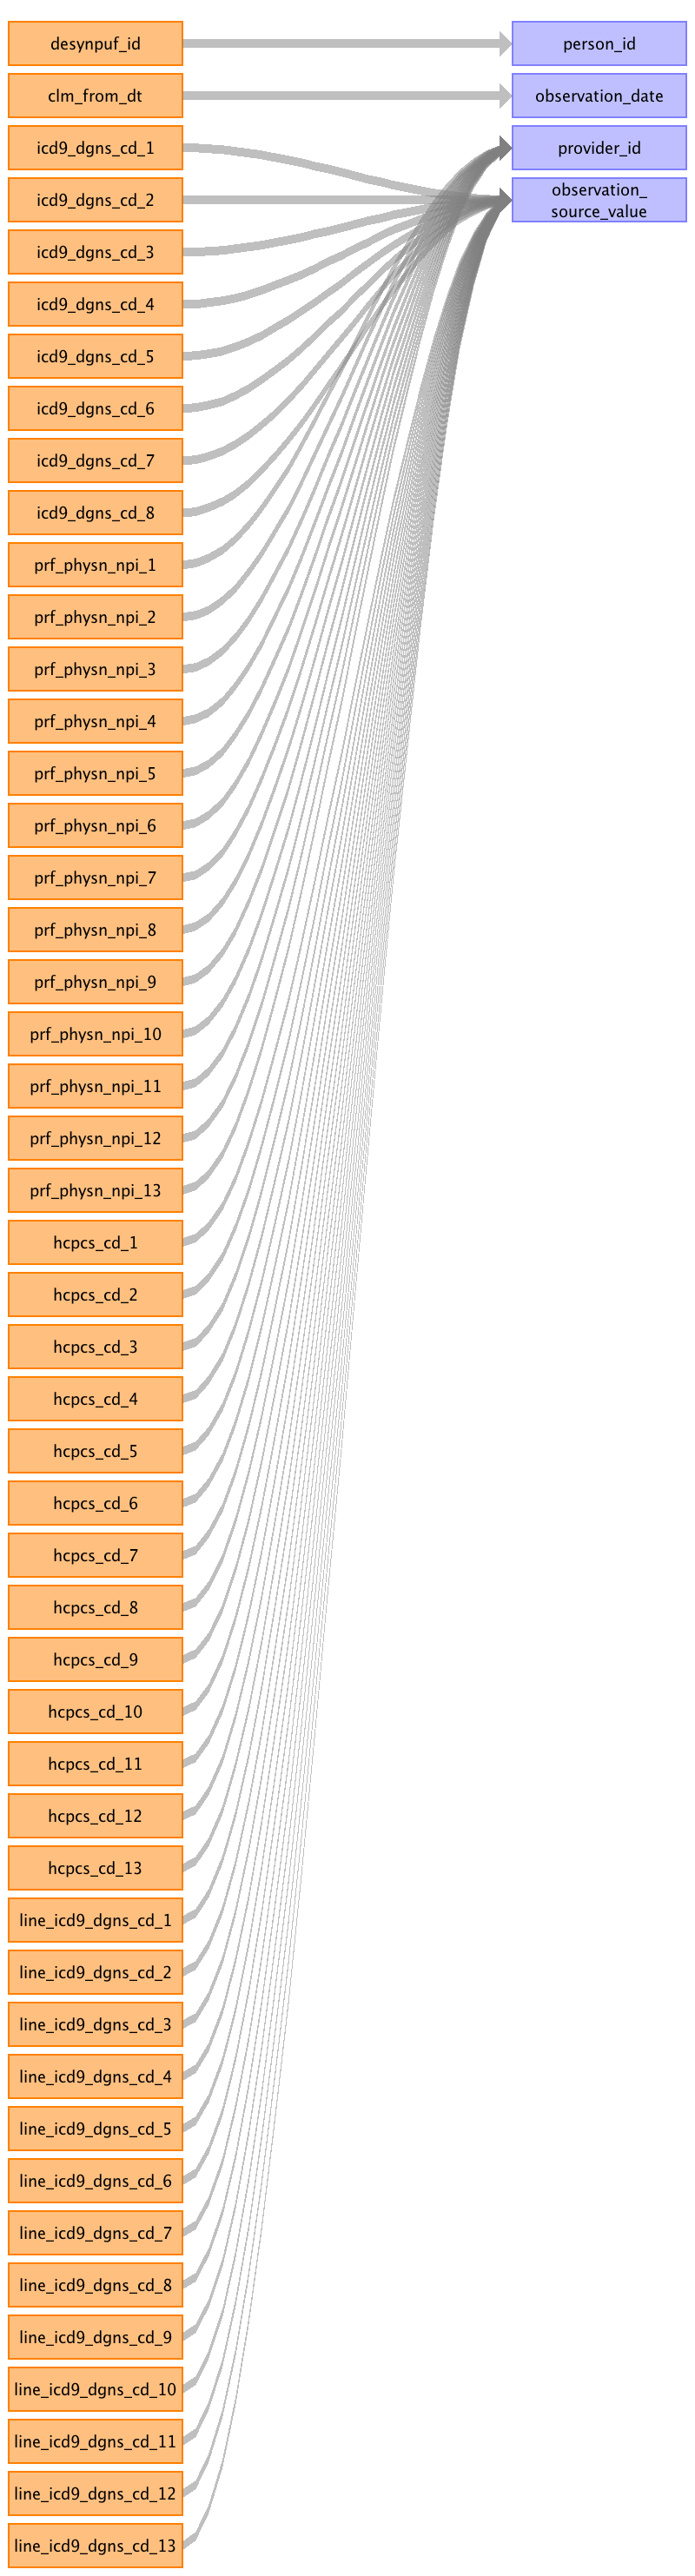 desynpuf_id
person_id
clm_from_dt
observation_date
icd9_dgns_cd_1
provider_id
icd9_dgns_cd_2
observation_
source_value
icd9_dgns_cd_3
icd9_dgns_cd_4
icd9_dgns_cd_5
icd9_dgns_cd_6
icd9_dgns_cd_7
icd9_dgns_cd_8
prf_physn_npi_1
prf_physn_npi_2
prf_physn_npi_3
prf_physn_npi_4
prf_physn_npi_5
prf_physn_npi_6
prf_physn_npi_7
prf_physn_npi_8
prf_physn_npi_9
prf_physn_npi_10
prf_physn_npi_11
prf_physn_npi_12
prf_physn_npi_13
hcpcs_cd_1
hcpcs_cd_2
hcpcs_cd_3
hcpcs_cd_4
hcpcs_cd_5
hcpcs_cd_6
hcpcs_cd_7
hcpcs_cd_8
hcpcs_cd_9
hcpcs_cd_10
hcpcs_cd_11
hcpcs_cd_12
hcpcs_cd_13
line_icd9_dgns_cd_1
line_icd9_dgns_cd_2
line_icd9_dgns_cd_3
line_icd9_dgns_cd_4
line_icd9_dgns_cd_5
line_icd9_dgns_cd_6
line_icd9_dgns_cd_7
line_icd9_dgns_cd_8
line_icd9_dgns_cd_9
line_icd9_dgns_cd_10
line_icd9_dgns_cd_11
line_icd9_dgns_cd_12
line_icd9_dgns_cd_13